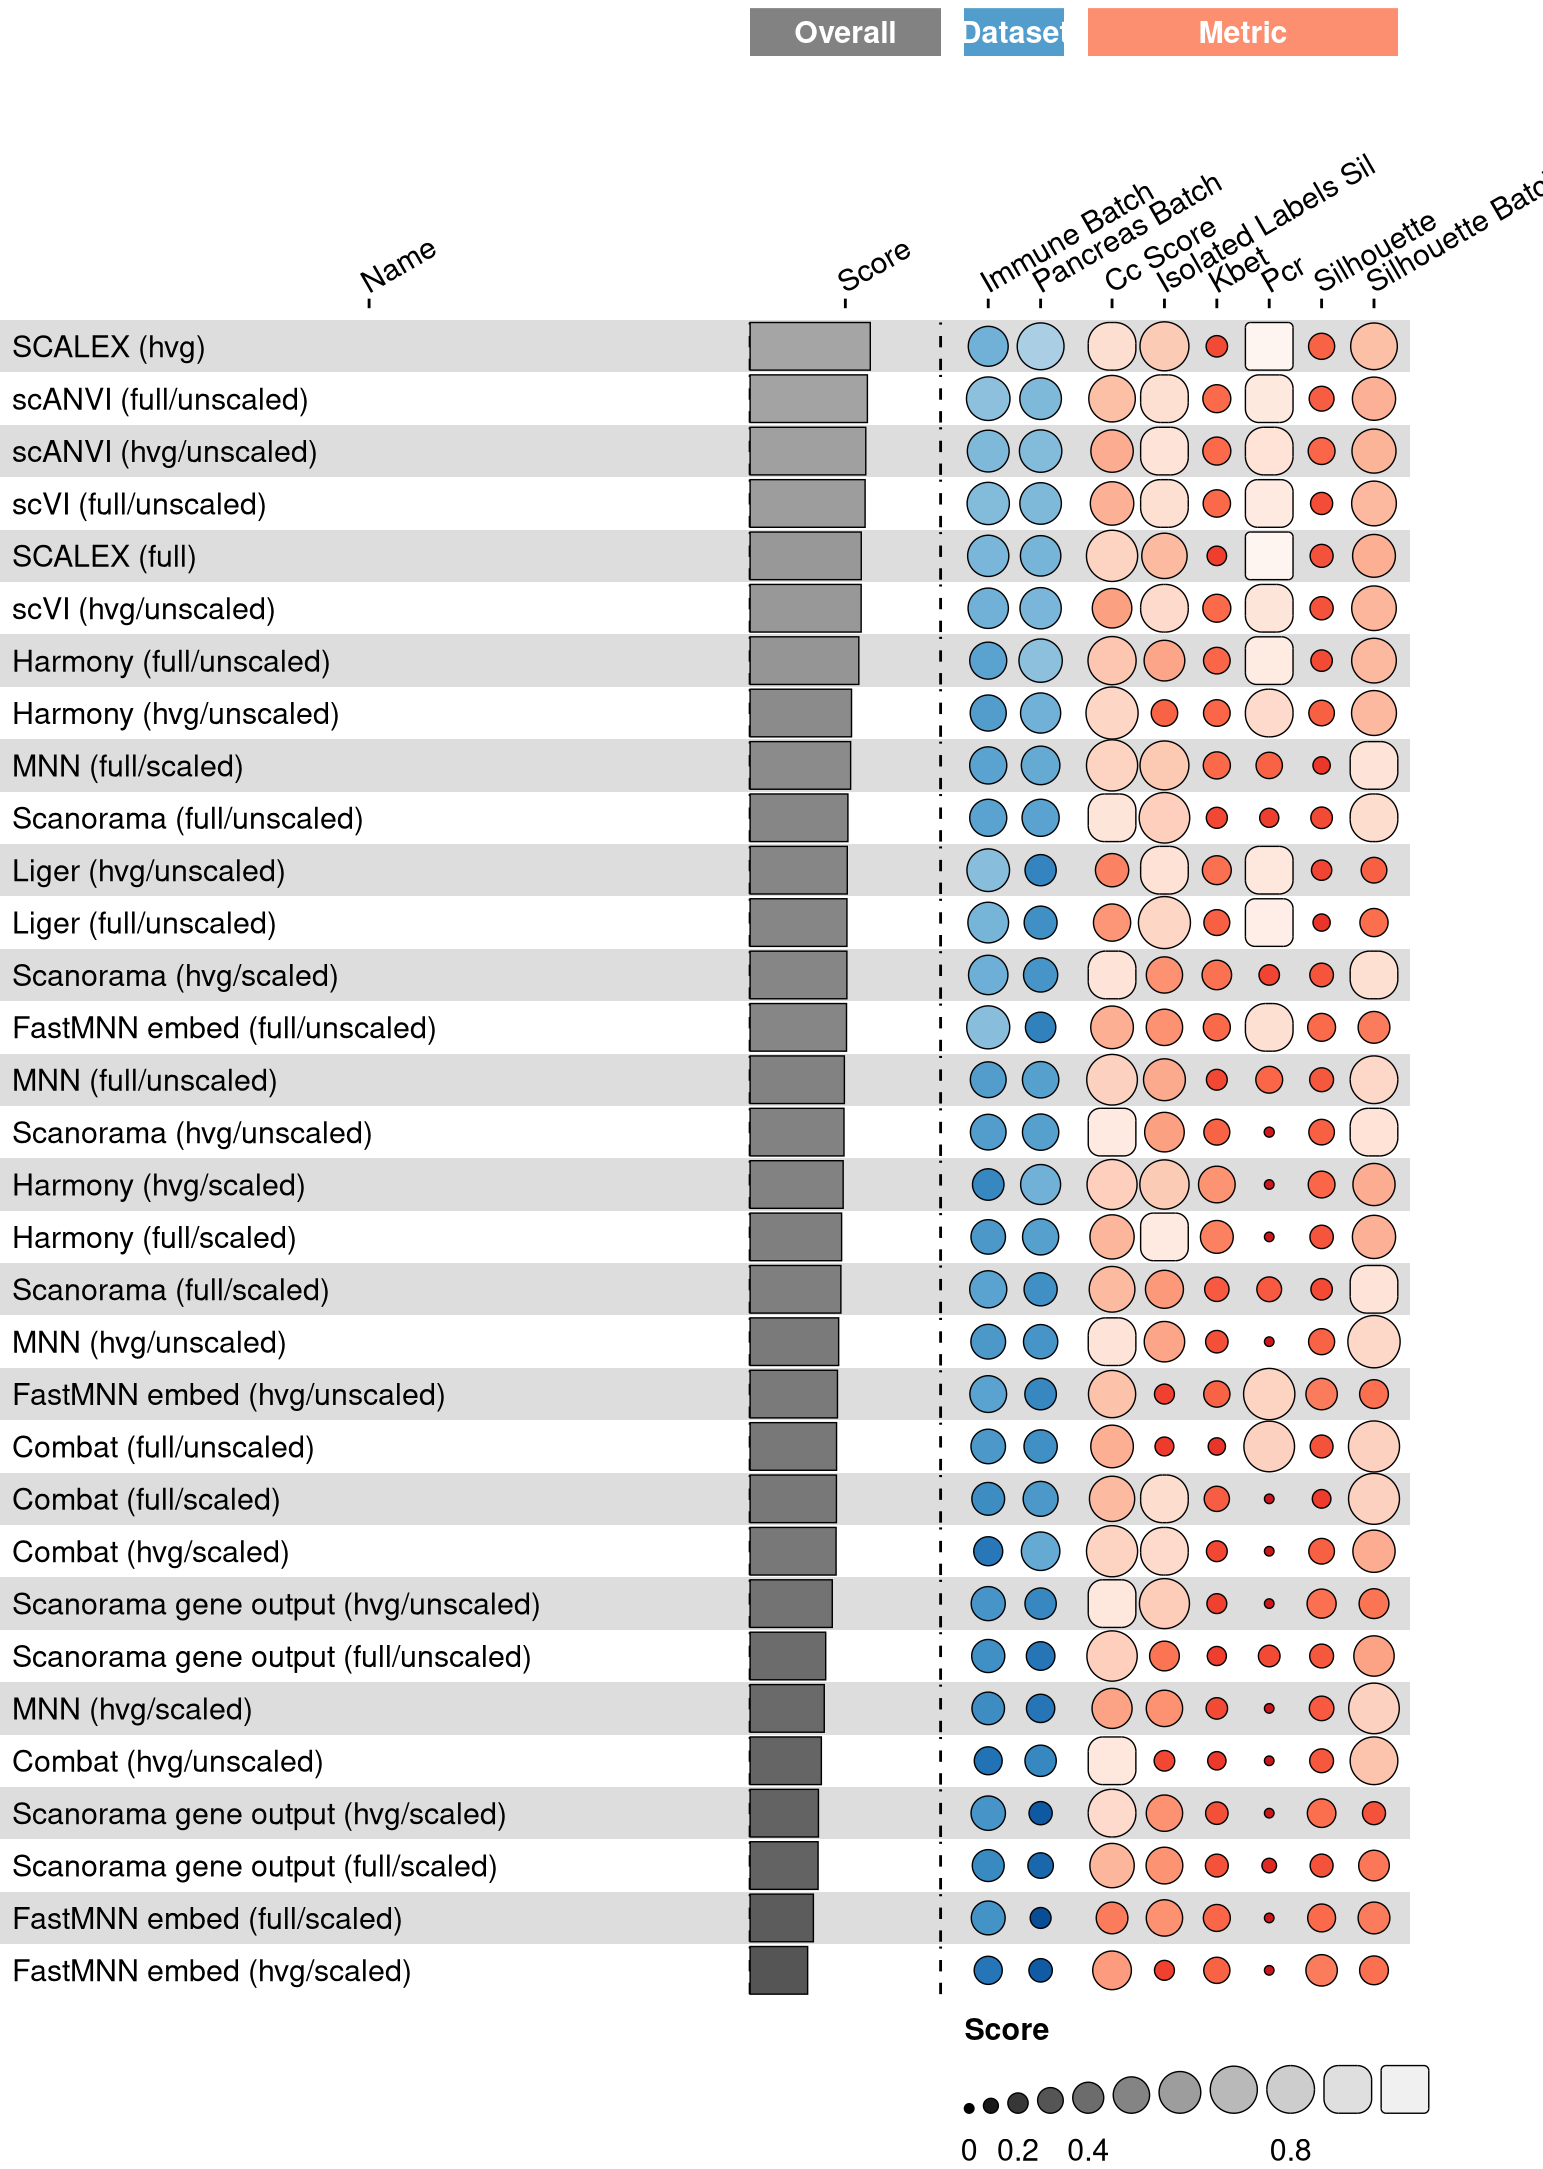 Overall Dataset Metric
Name Score Immune Batch Pancreas Batch Cc Score Isolated Labels Sil Kbet Pcr Silhouette Silhouette
SCALEX (hvg)
scANVI (full/unscaled)
scANVI (hvg/unscaled)
scVI (full/unscaled)
SCALEX (full)
scVI (hvg/unscaled)
Harmony (full/unscaled)
Harmony (hvg/unscaled)
MNN (full/scaled)
Scanorama (full/unscaled)
Liger (hvg/unscaled)
Liger (full/unscaled)
Scanorama (hvg/scaled)
FastMNN embed (full/unscaled)
MNN (full/unscaled)
Scanorama (hvg/unscaled)
Harmony (hvg/scaled)
Harmony (full/scaled)
Scanorama (full/scaled)
MNN (hvg/unscaled)
FastMNN embed (hvg/unscaled)
Combat (full/unscaled)
Combat (full/scaled)
Combat (hvg/scaled)
Scanorama gene output (hvg/unscaled)
Scanorama gene output (full/unscaled)
MNN (hvg/scaled)
Combat (hvg/unscaled)
Scanorama gene output (hvg/scaled)
Scanorama gene output (full/scaled)
FastMNN embed (full/scaled)
FastMNN embed (hvg/scaled)
Score
0 0.2 0.4 0.8